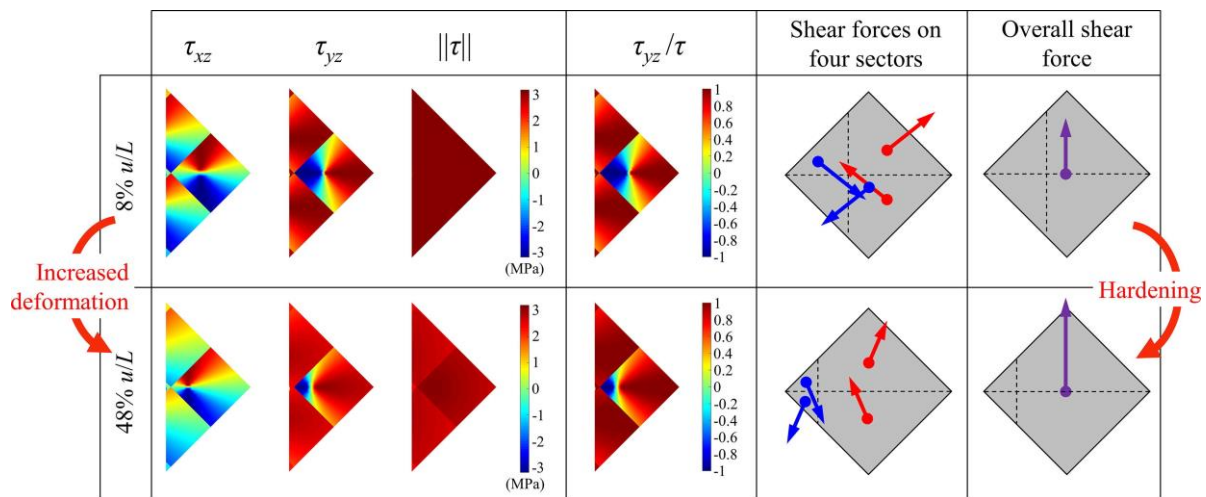 τxz
τyz
||τ||
τyz /τ
Shear forces on
four sectors
Overall shear
force
8% u/L
3
2
1
0
-1
-2
-3
(MPa)
1
0.8
0.6
0.4
0.2
0
-0.2
-0.4
-0.6
-0.8
-1
Increased
deformation
Hardening
48% u/L
3
2
1
0
-1
-2
-3
(MPa)
1
0.8
0.6
0.4
0.2
0
-0.2
-0.4
-0.6
-0.8
-1